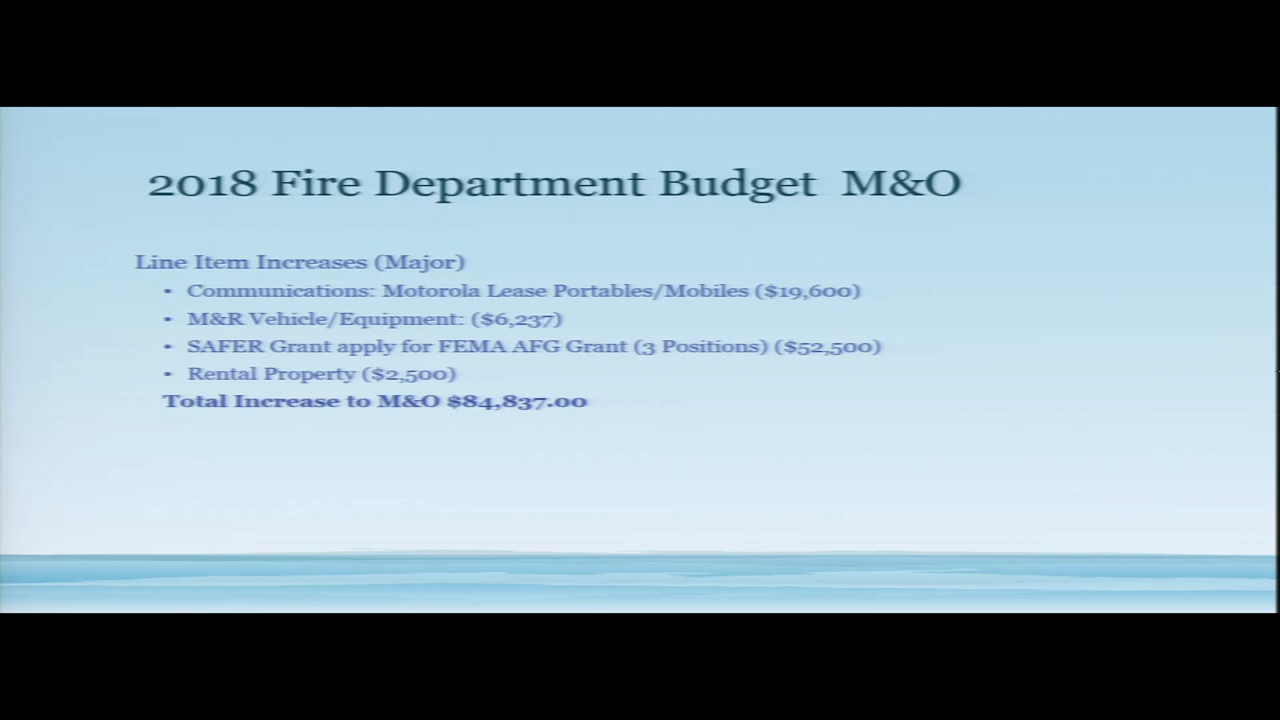 2018 Fire Department Budget M&O
Line Item Increases (Major)
• Communications: Motorola Lease Portables/Mobiles ($19,600)
• M&R Vehicle/Equipment: ($6,237)
• SAFER Grant apply for FEMA AFG Grant (3 Positions) ($52,500)
• Rental Property ($2,500)
Total Increase to M&O $84,837.00